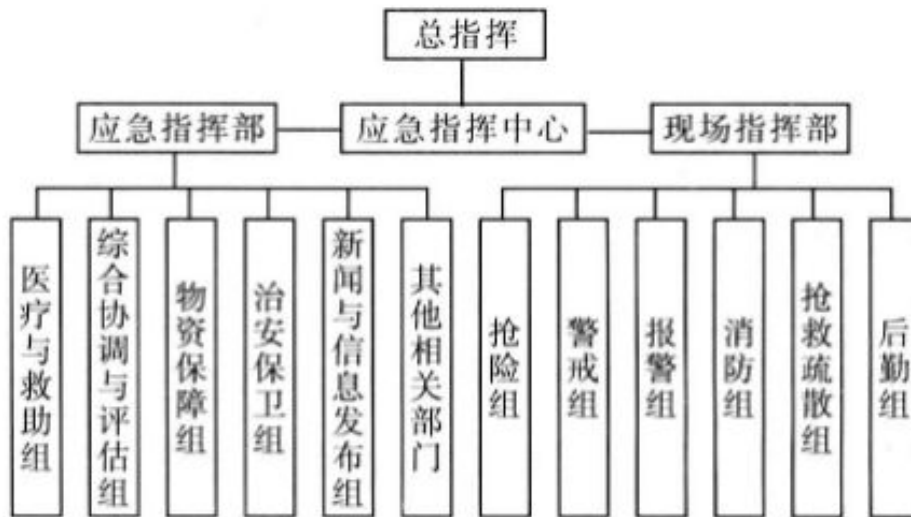 总指挥
应急指挥部
应急指挥中心
现场指挥部
医疗与救助组
综合协调与评估组
物资保障组
治安保卫组
新闻与信息发布组
其他相关部门
抢险组
警戒组
报警组
消防组
抢救疏散组
后勤组